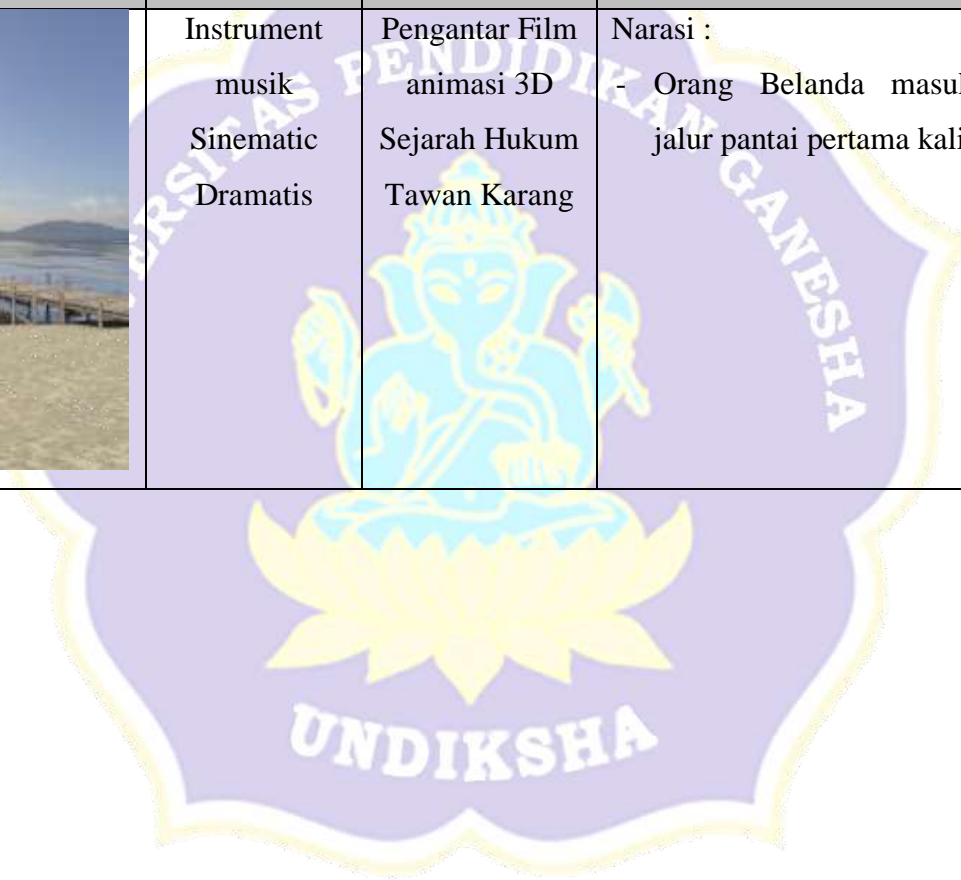 Instrument
musik
Sinematic
Dramatis
Pengantar Film
animasi 3D
Sejarah Hukum
Tawan Karang
Narasi :
- Orang Belanda
jalur pantai pertama kali
PENDIDIKAN GANESHA
UNDIKSHA